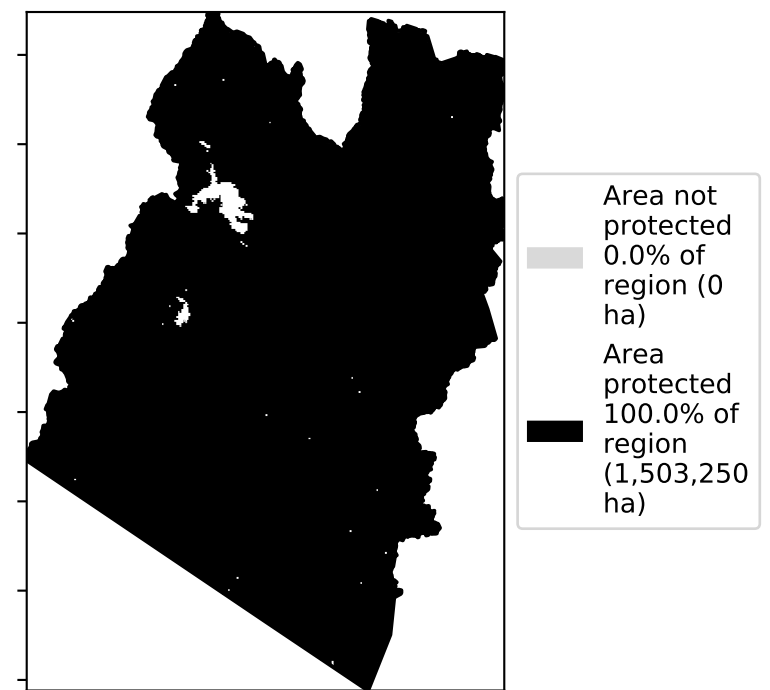 Area not
protected
0.0% of
region (0
ha)
Area
protected
100.0% of
region
(1,503,250
ha)